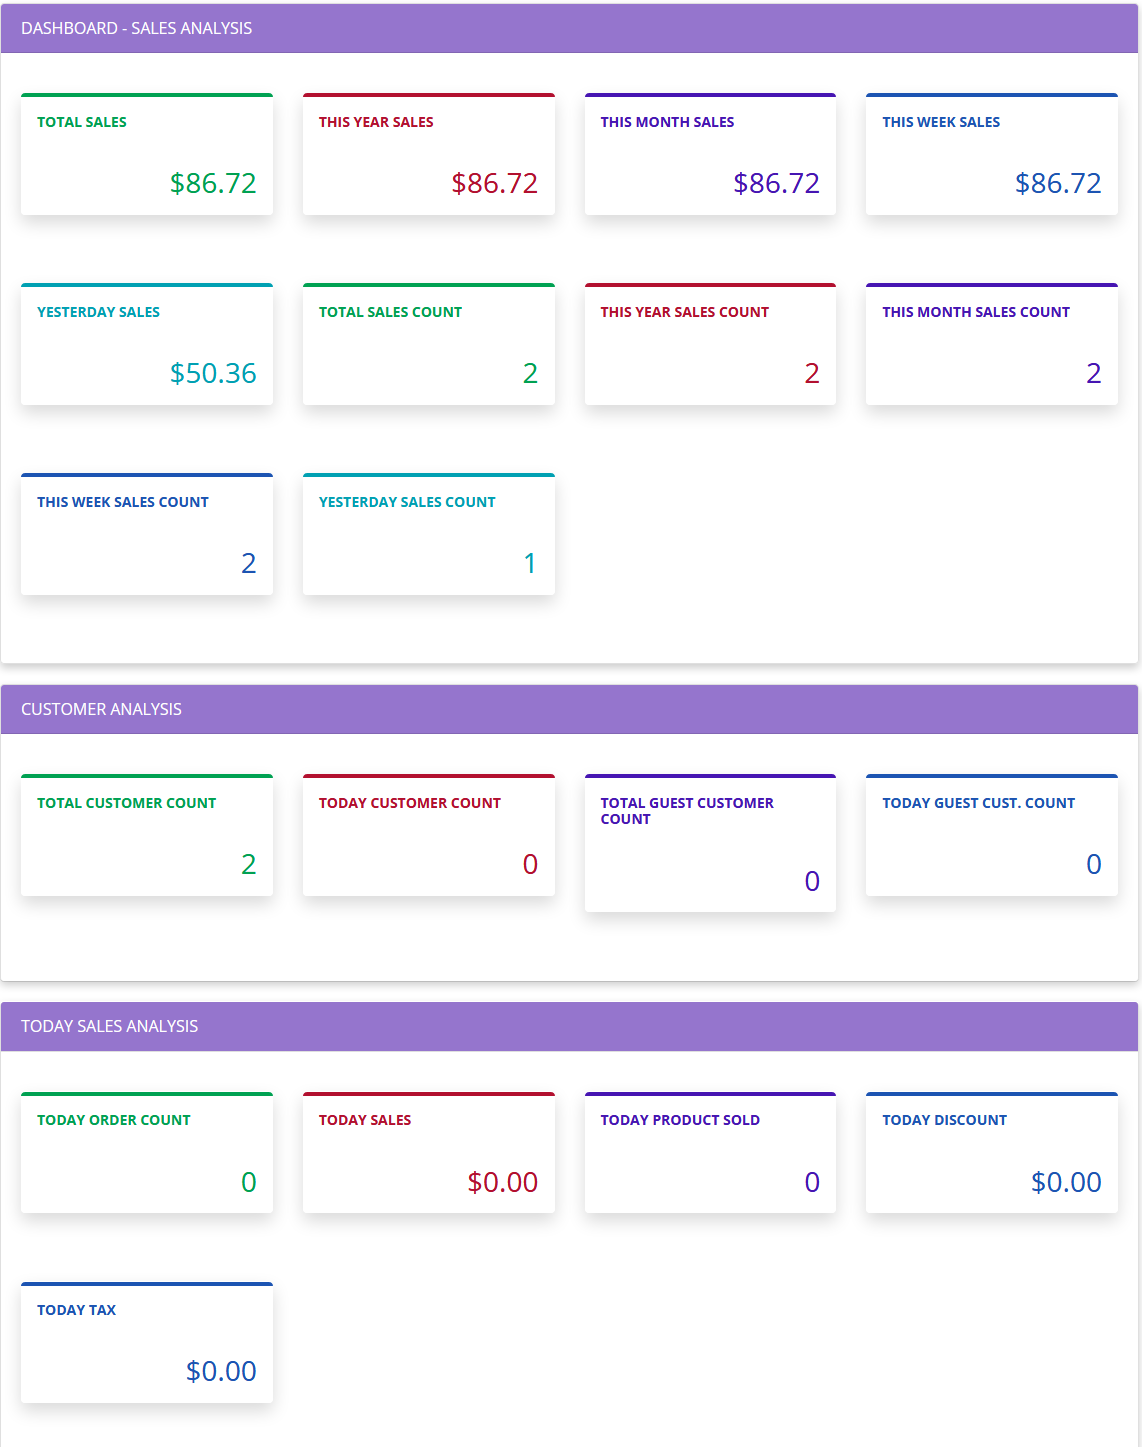 DASHBOARD - SALES ANALYSIS
TOTAL SALES
$86.72
THIS YEAR SALES
$86.72
THIS MONTH SALES
$86.72
THIS WEEK SALES
$86.72
YESTERDAY SALES
$50.36
TOTAL SALES COUNT
2
THIS YEAR SALES COUNT
2
THIS MONTH SALES COUNT
2
THIS WEEK SALES COUNT
2
YESTERDAY SALES COUNT
1
CUSTOMER ANALYSIS
TOTAL CUSTOMER COUNT
2
TODAY CUSTOMER COUNT
0
TOTAL GUEST CUSTOMER
COUNT
0
TODAY GUEST CUST. COUNT
0
TODAY SALES ANALYSIS
TODAY ORDER COUNT
0
TODAY SALES
$0.00
TODAY PRODUCT SOLD
0
TODAY DISCOUNT
$0.00
TODAY TAX
$0.00